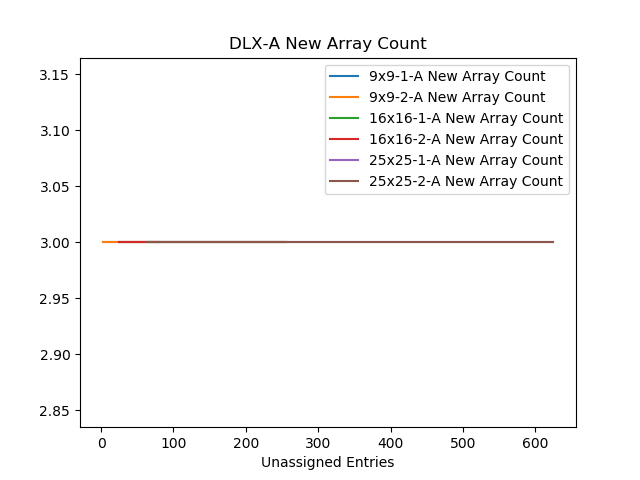 DLX-A New Array Count
9x9-1-A New Array Count
9x9-2-A New Array Count
16x16-1-A New Array Count
16x16-2-A New Array Count
25x25-1-A New Array Count
25x25-2-A New Array Count
3.15
3.10
3.05
3.00
2.95
2.90
2.85
0 100 200 300 400 500 600
Unassigned Entries